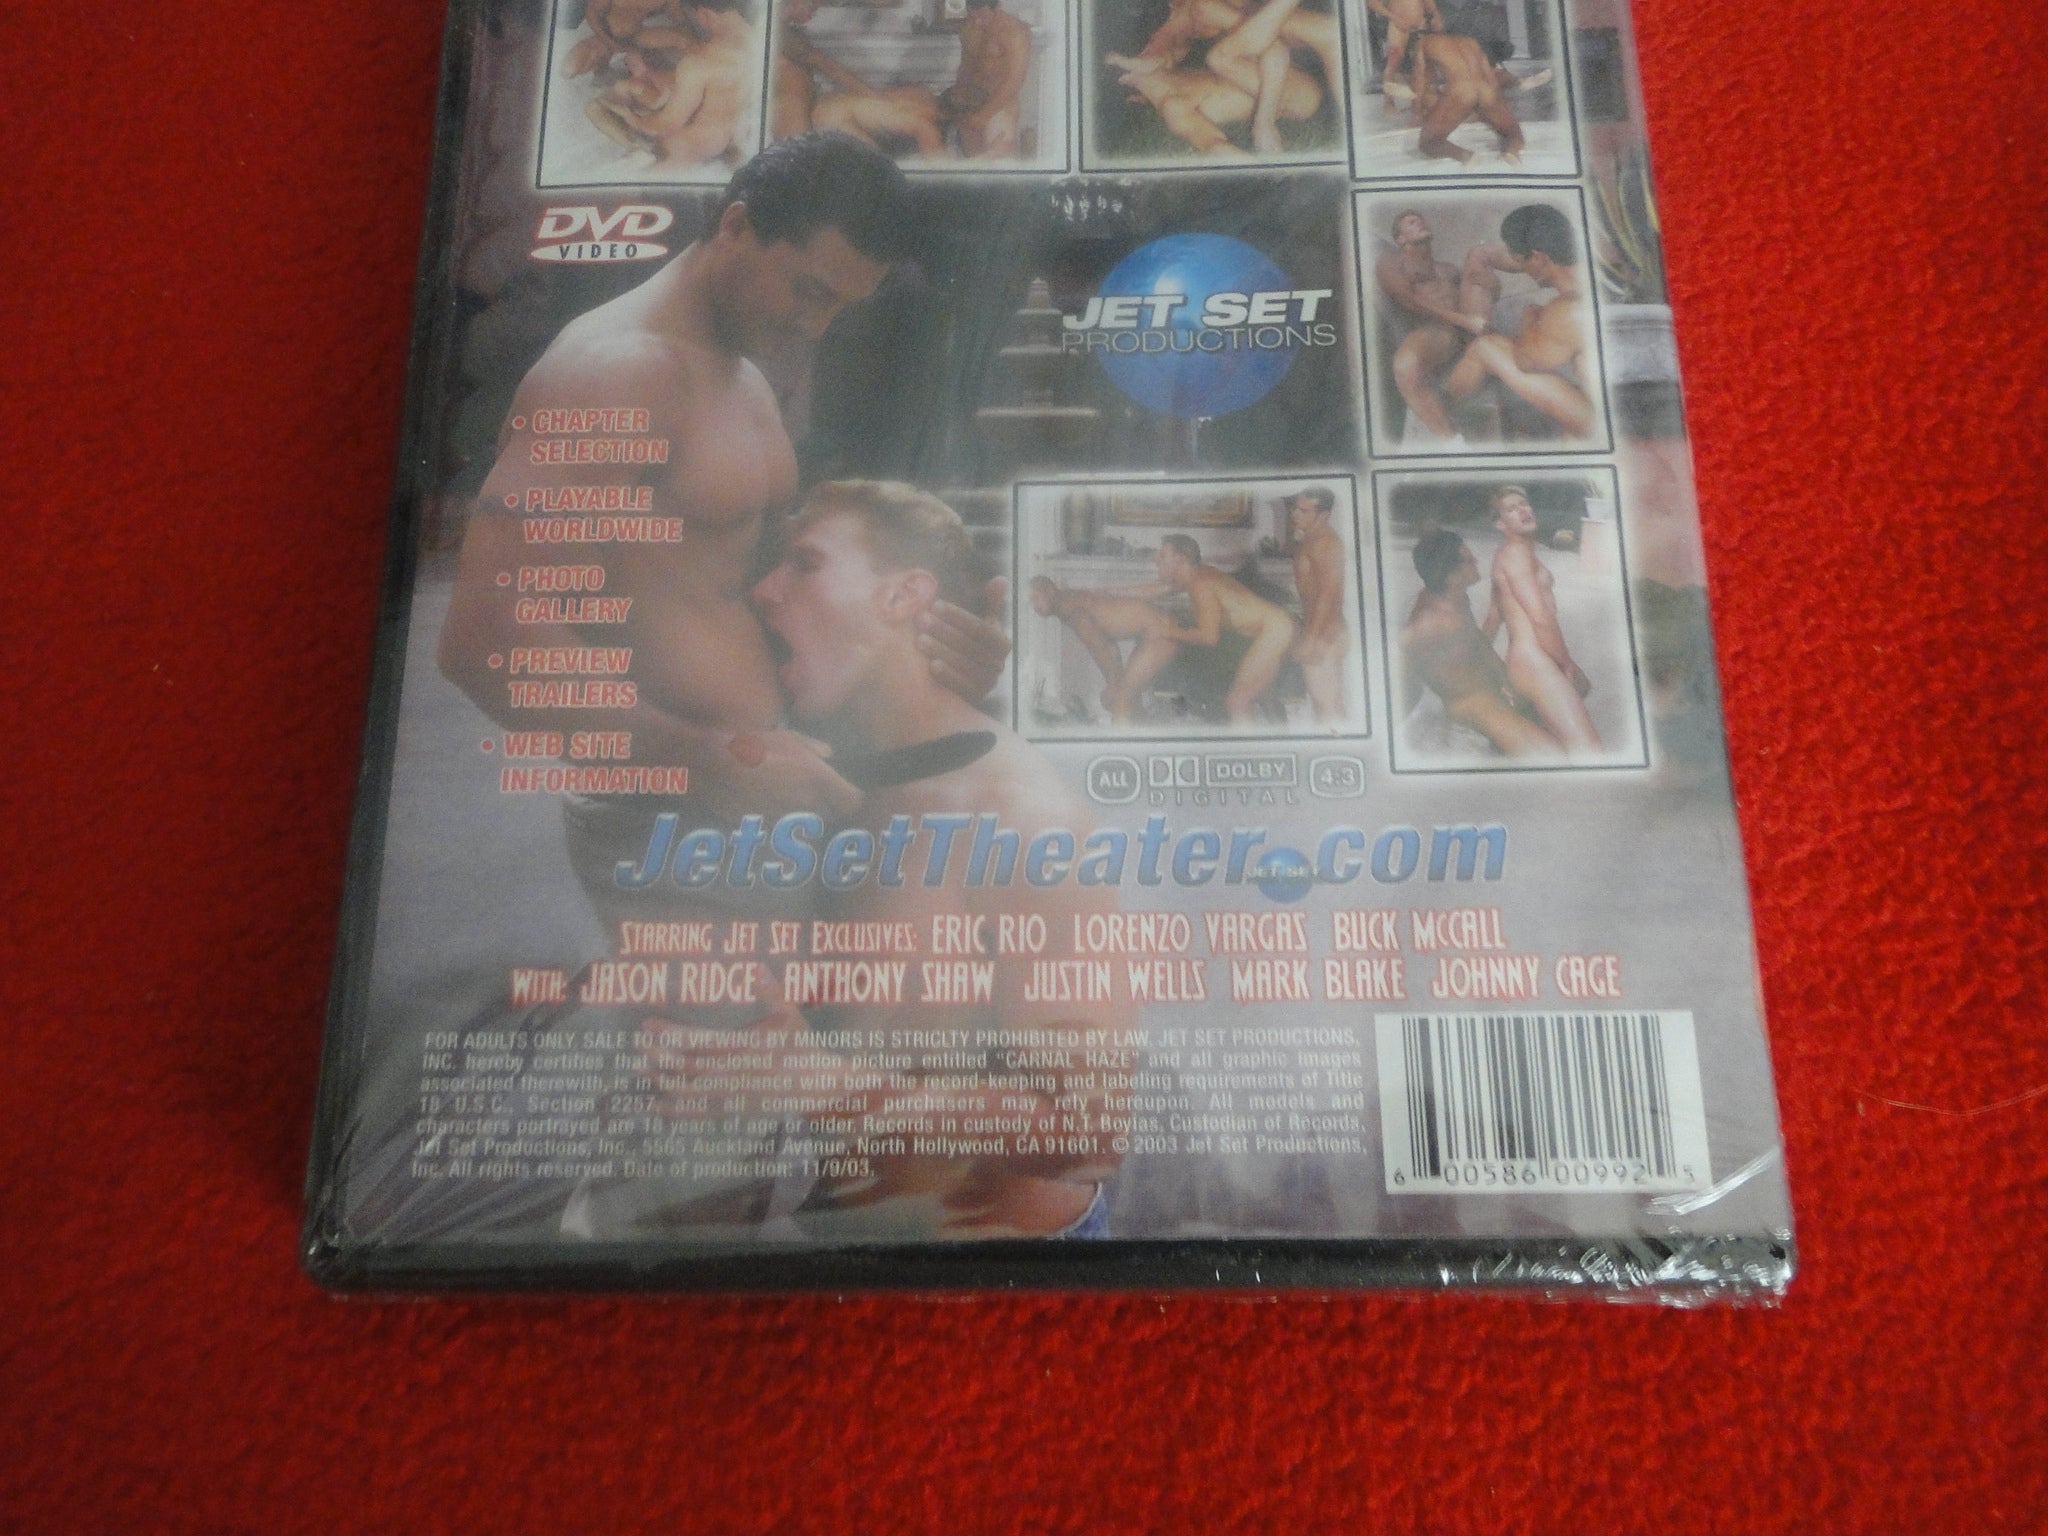 DVD
VIDEO
JET SET
PRODUCTIONS
• CHAPTER
SELECTION
• PLAYABLE
WORLDWIDE
• PHOTO
GALLERY
• PREVIEW
TRAILERS
• WEB SITE
INFORMATION
ALL DOLBY 4:3
DIGITAL
JetSetTheater.com
JET SET
STARRING JET SET EXCLUSIVES: ERIC RIO LORENZO VARGAS BUCK MCCALL
WITH: JASON RIDGE ANTHONY SHAW JUSTIN WELLS MARK BLAKE JOHNNY CAGE
FOR ADULTS ONLY. SALE TO OR VIEWING BY MINORS IS STRICLTY PROHIBITED BY LAW. JET SET PRODUCTIONS,
INC. hereby certifies that the enclosed motion picture entitled "CARNAL HAZE" and all graphic images
associated therewith, is in full compliance with both the record-keeping and labeling requirements of Title
18 U.S.C., Section 2257, and all commercial purchasers may rely hereupon. All models and
characters portrayed are 18 years of age or older. Records in custody of N.T. Boyias, Custodian of Records,
Jet Set Productions, Inc., 5565 Auckland Avenue, North Hollywood, CA 91601. © 2003 Jet Set Productions,
Inc. All rights reserved. Date of production: 11/9/03.
6 00586 00992 5